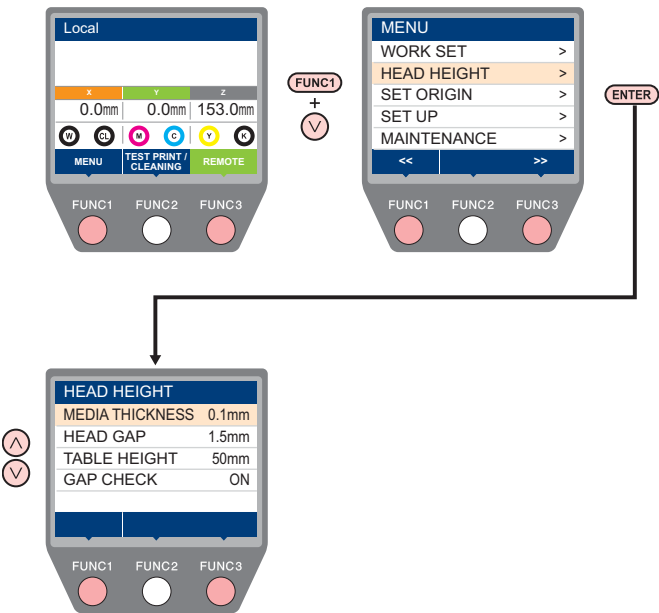 Local
X Y Z
0.0mm 0.0mm 153.0mm
W CL M C Y K
MENU TEST PRINT / CLEANING REMOTE
FUNC1 FUNC2 FUNC3
FUNC1
+
MENU
WORK SET >
HEAD HEIGHT >
SET ORIGIN >
SET UP >
MAINTENANCE >
<< >>
FUNC1 FUNC2 FUNC3
ENTER
HEAD HEIGHT
MEDIA THICKNESS 0.1mm
HEAD GAP 1.5mm
TABLE HEIGHT 50mm
GAP CHECK ON
FUNC1 FUNC2 FUNC3